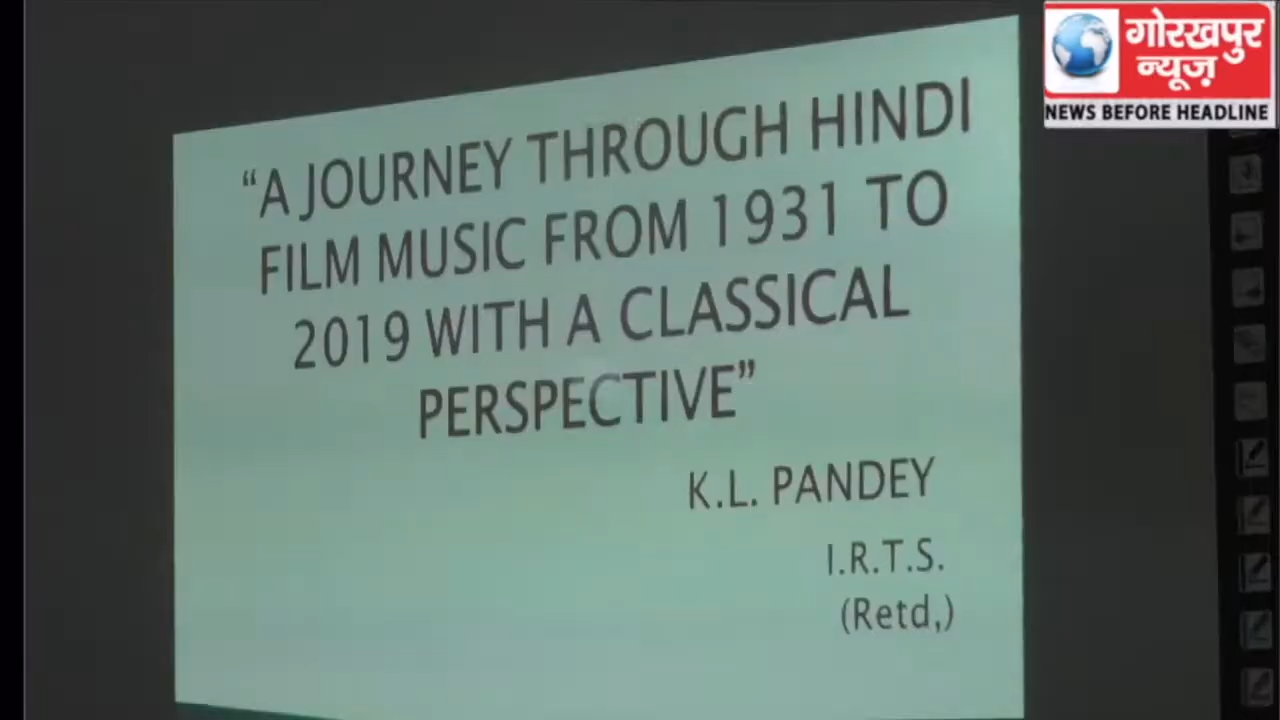 गोरखपुर
न्यूज़
NEWS BEFORE HEADLINE
“A JOURNEY THROUGH HINDI
FILM MUSIC FROM 1931 TO
2019 WITH A CLASSICAL
PERSPECTIVE”
K.L. PANDEY
I.R.T.S.
(Retd,)